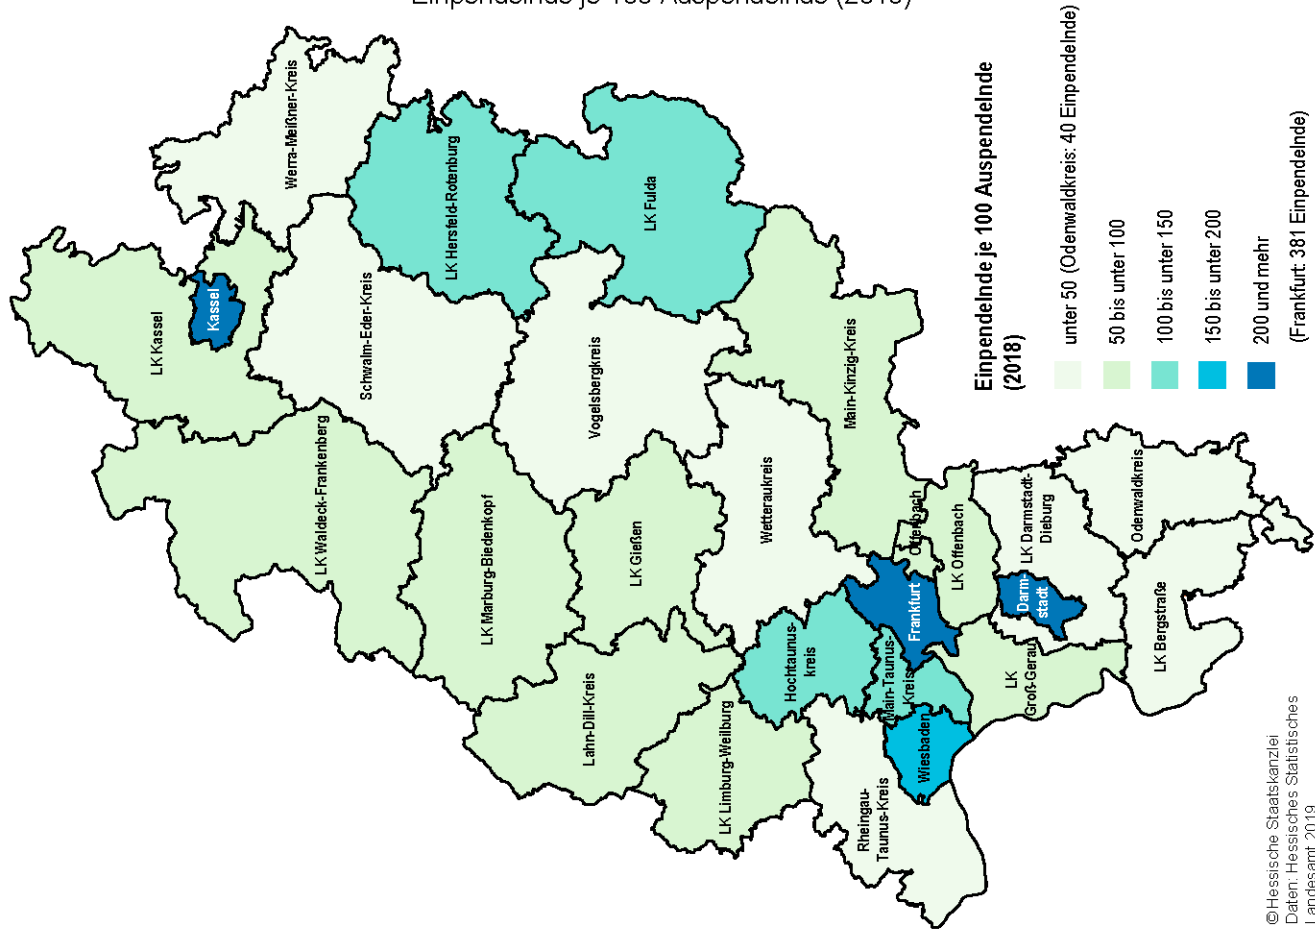 Einpendelnde je 100 Auspendelnde (2018)
Werra-Meißner-Kreis
LK Hersfeld-Rotenburg
LK Fulda
LK Kassel
Kassel
Schwalm-Eder-Kreis
Vogelsbergkreis
Main-Kinzig-Kreis
LK Waldeck-Frankenberg
LK Marburg-Biedenkopf
LK Gießen
Wetteraukreis
Offenbach
LK Offenbach
LK Darmstadt-
Dieburg
Odenwaldkreis
Lahn-Dill-Kreis
Hochtaunus-
kreis
Frankfurt
Darm-
stadt
Main-Taunus-
Kreis
LK
Groß-Gerau
LK Bergstraße
LK Limburg-Weilburg
Rheingau-
Taunus-Kreis
Wiesbaden
Einpendelnde je 100 Auspendelnde
(2018)
unter 50 (Odenwaldkreis: 40 Einpendelnde)
50 bis unter 100
100 bis unter 150
150 bis unter 200
200 und mehr
(Frankfurt: 381 Einpendelnde)
©Hessische Staatskanzlei
Daten: Hessisches Statistisches
Landesamt 2019